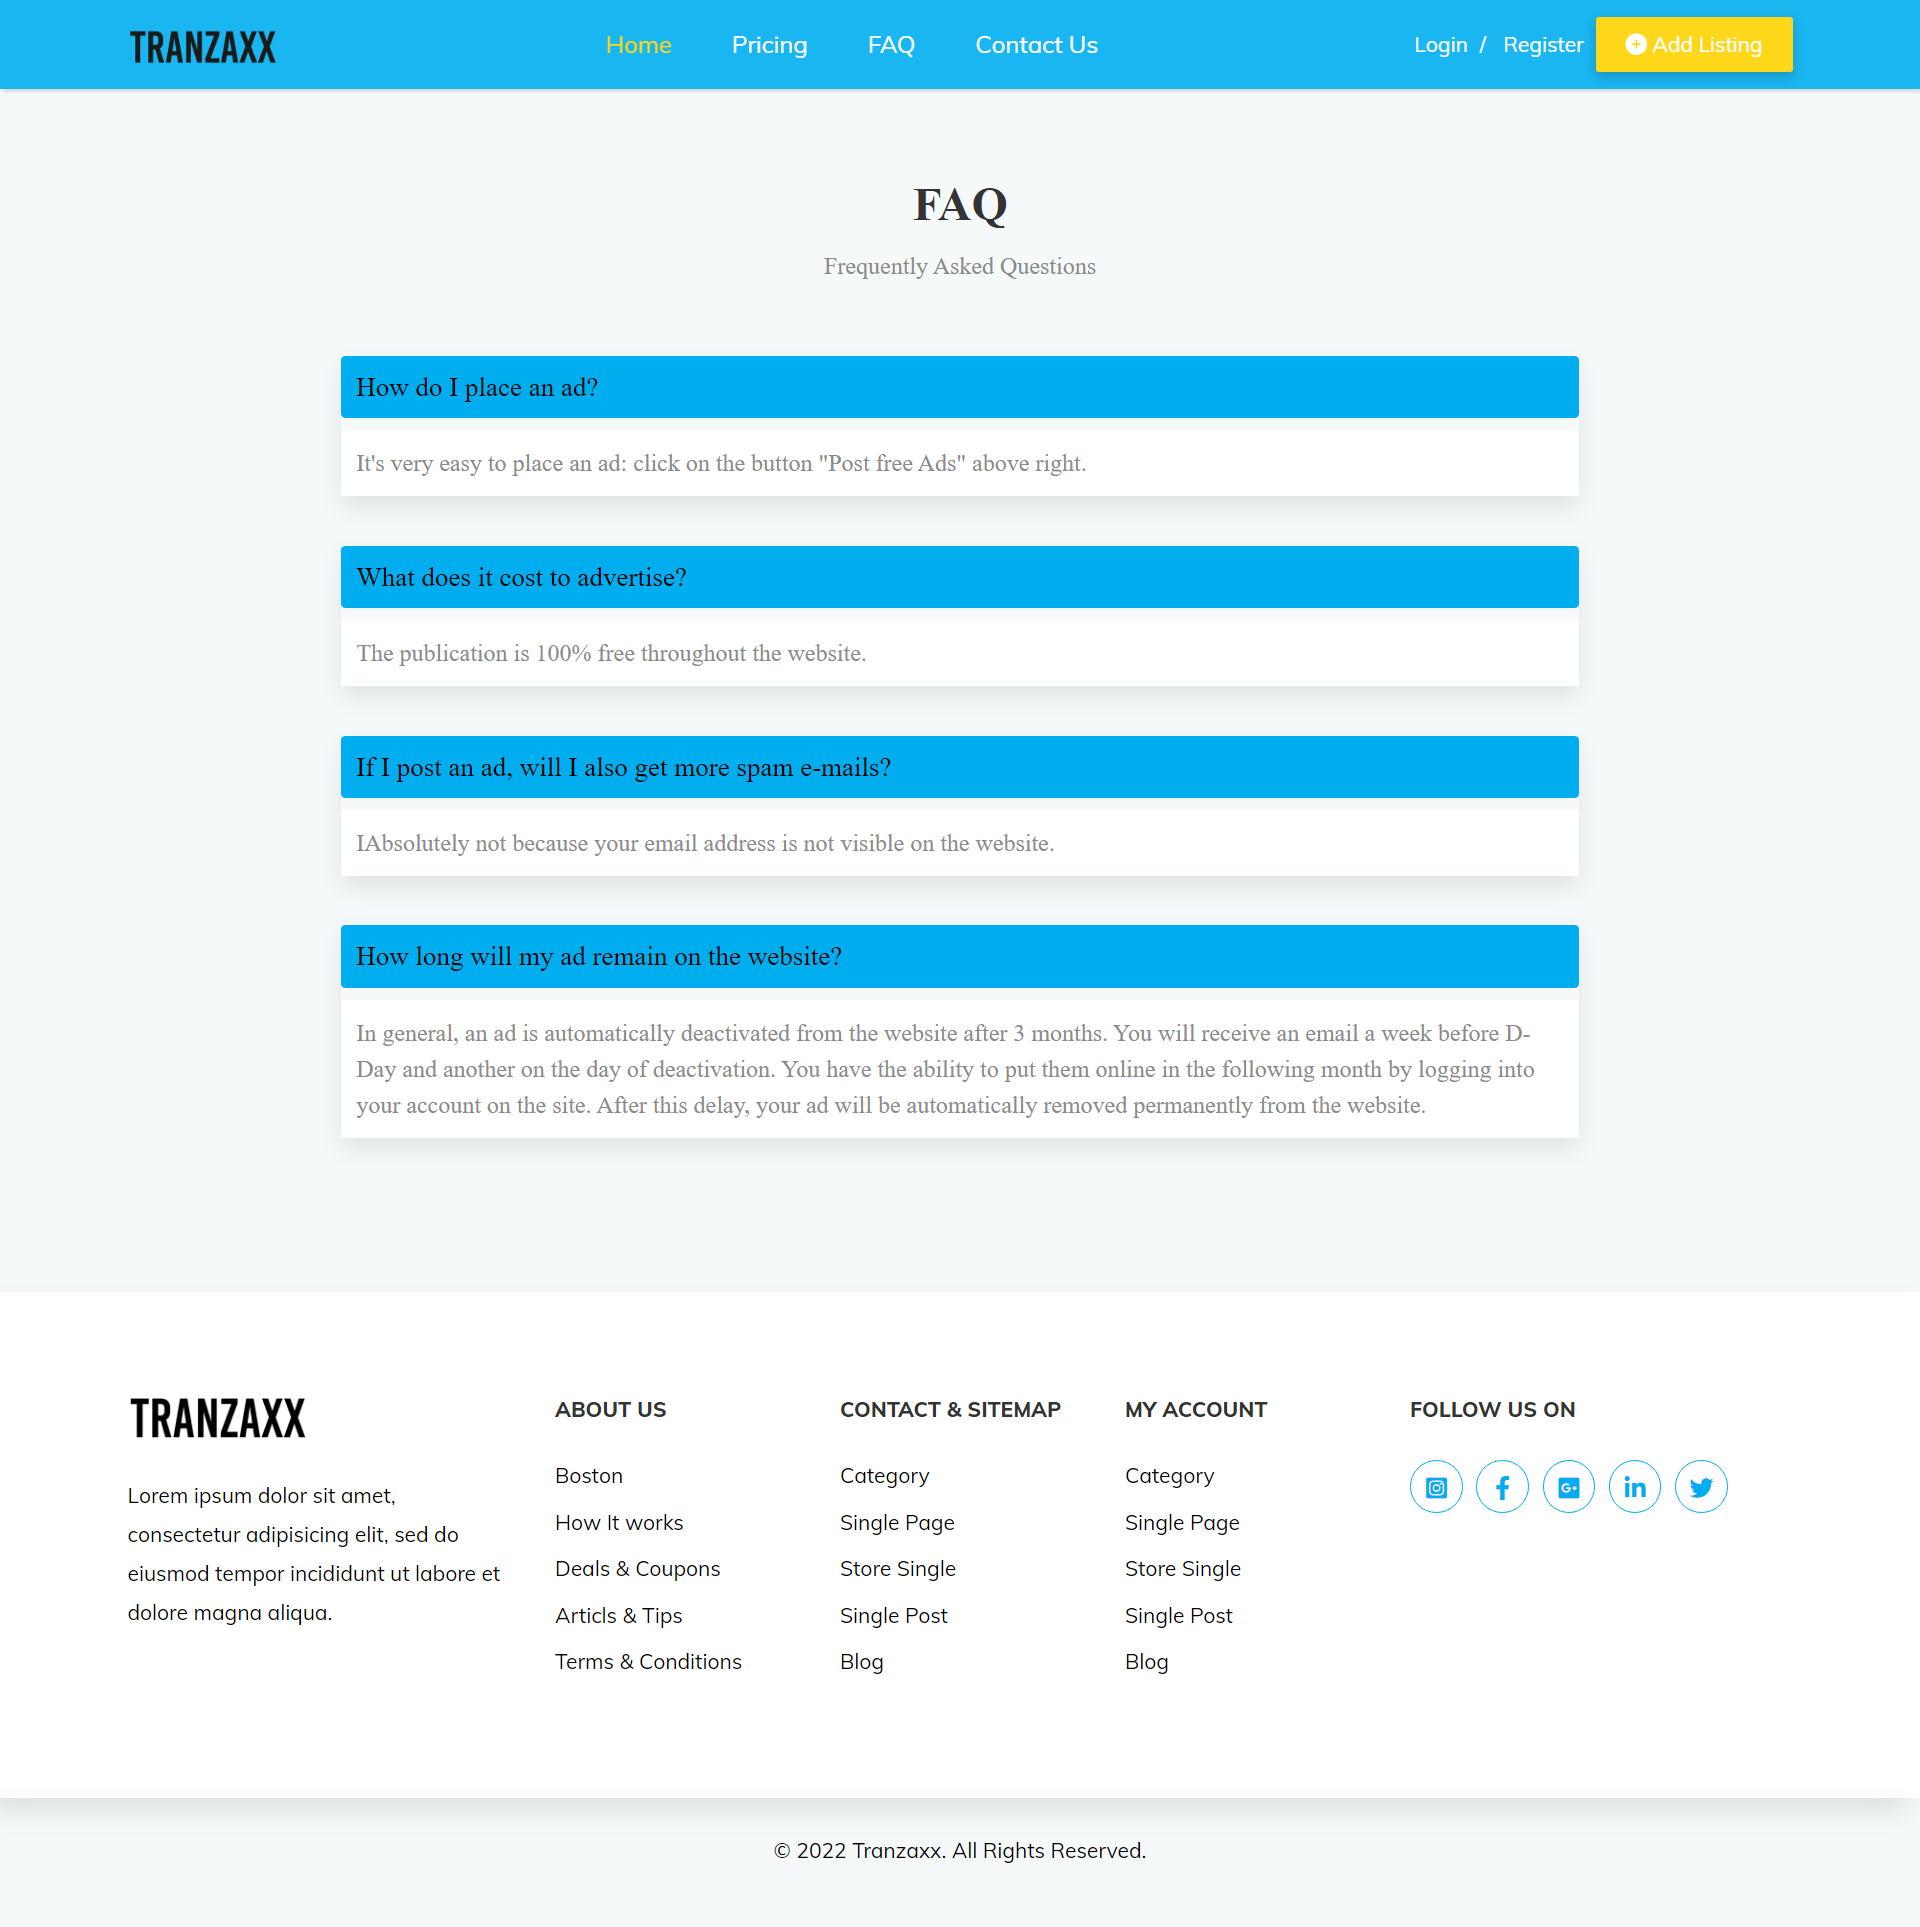 TRANZAXX
Home Pricing FAQ Contact Us
Login / Register Add Listing
FAQ
Frequently Asked Questions
How do I place an ad?
It's very easy to place an ad: click on the button "Post free Ads" above right.
What does it cost to advertise?
The publication is 100% free throughout the website.
If I post an ad, will I also get more spam e-mails?
IAbsolutely not because your email address is not visible on the website.
How long will my ad remain on the website?
In general, an ad is automatically deactivated from the website after 3 months. You will receive an email a week before D-
Day and another on the day of deactivation. You have the ability to put them online in the following month by logging into
your account on the site. After this delay, your ad will be automatically removed permanently from the website.
TRANZAXX
Lorem ipsum dolor sit amet,
consectetur adipisicing elit, sed do
eiusmod tempor incididunt ut labore et
dolore magna aliqua.
ABOUT US
Boston
How It works
Deals & Coupons
Articls & Tips
Terms & Conditions
CONTACT & SITEMAP
Category
Single Page
Store Single
Single Post
Blog
MY ACCOUNT
Category
Single Page
Store Single
Single Post
Blog
FOLLOW US ON
© 2022 Tranzaxx. All Rights Reserved.